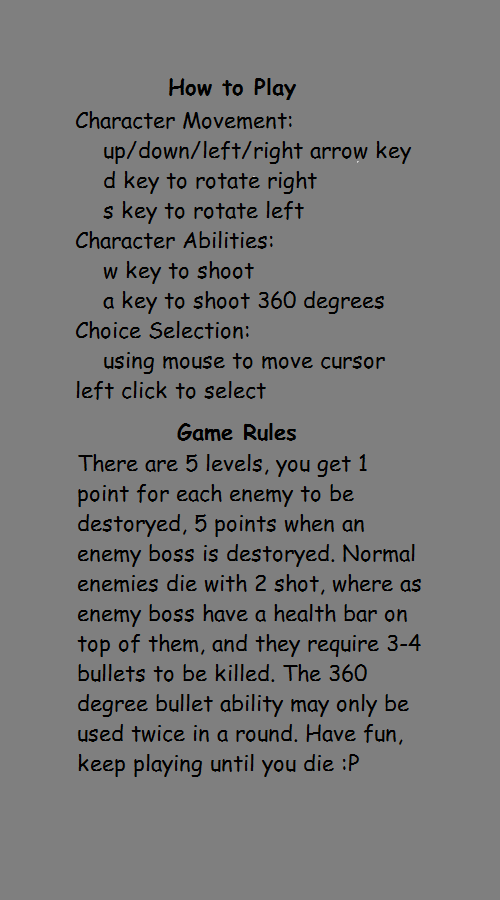 How to Play
Character Movement:
up/down/left/right arrow key
d key to rotate right
s key to rotate left
Character Abilities:
w key to shoot
a key to shoot 360 degrees
Choice Selection:
using mouse to move cursor
left click to select
Game Rules
There are 5 levels, you get 1
point for each enemy to be
destoryed, 5 points when an
enemy boss is destoryed. Normal
enemies die with 2 shot, where as
enemy boss have a health bar on
top of them, and they require 3-4
bullets to be killed. The 360
degree bullet ability may only be
used twice in a round. Have fun,
keep playing until you die :P